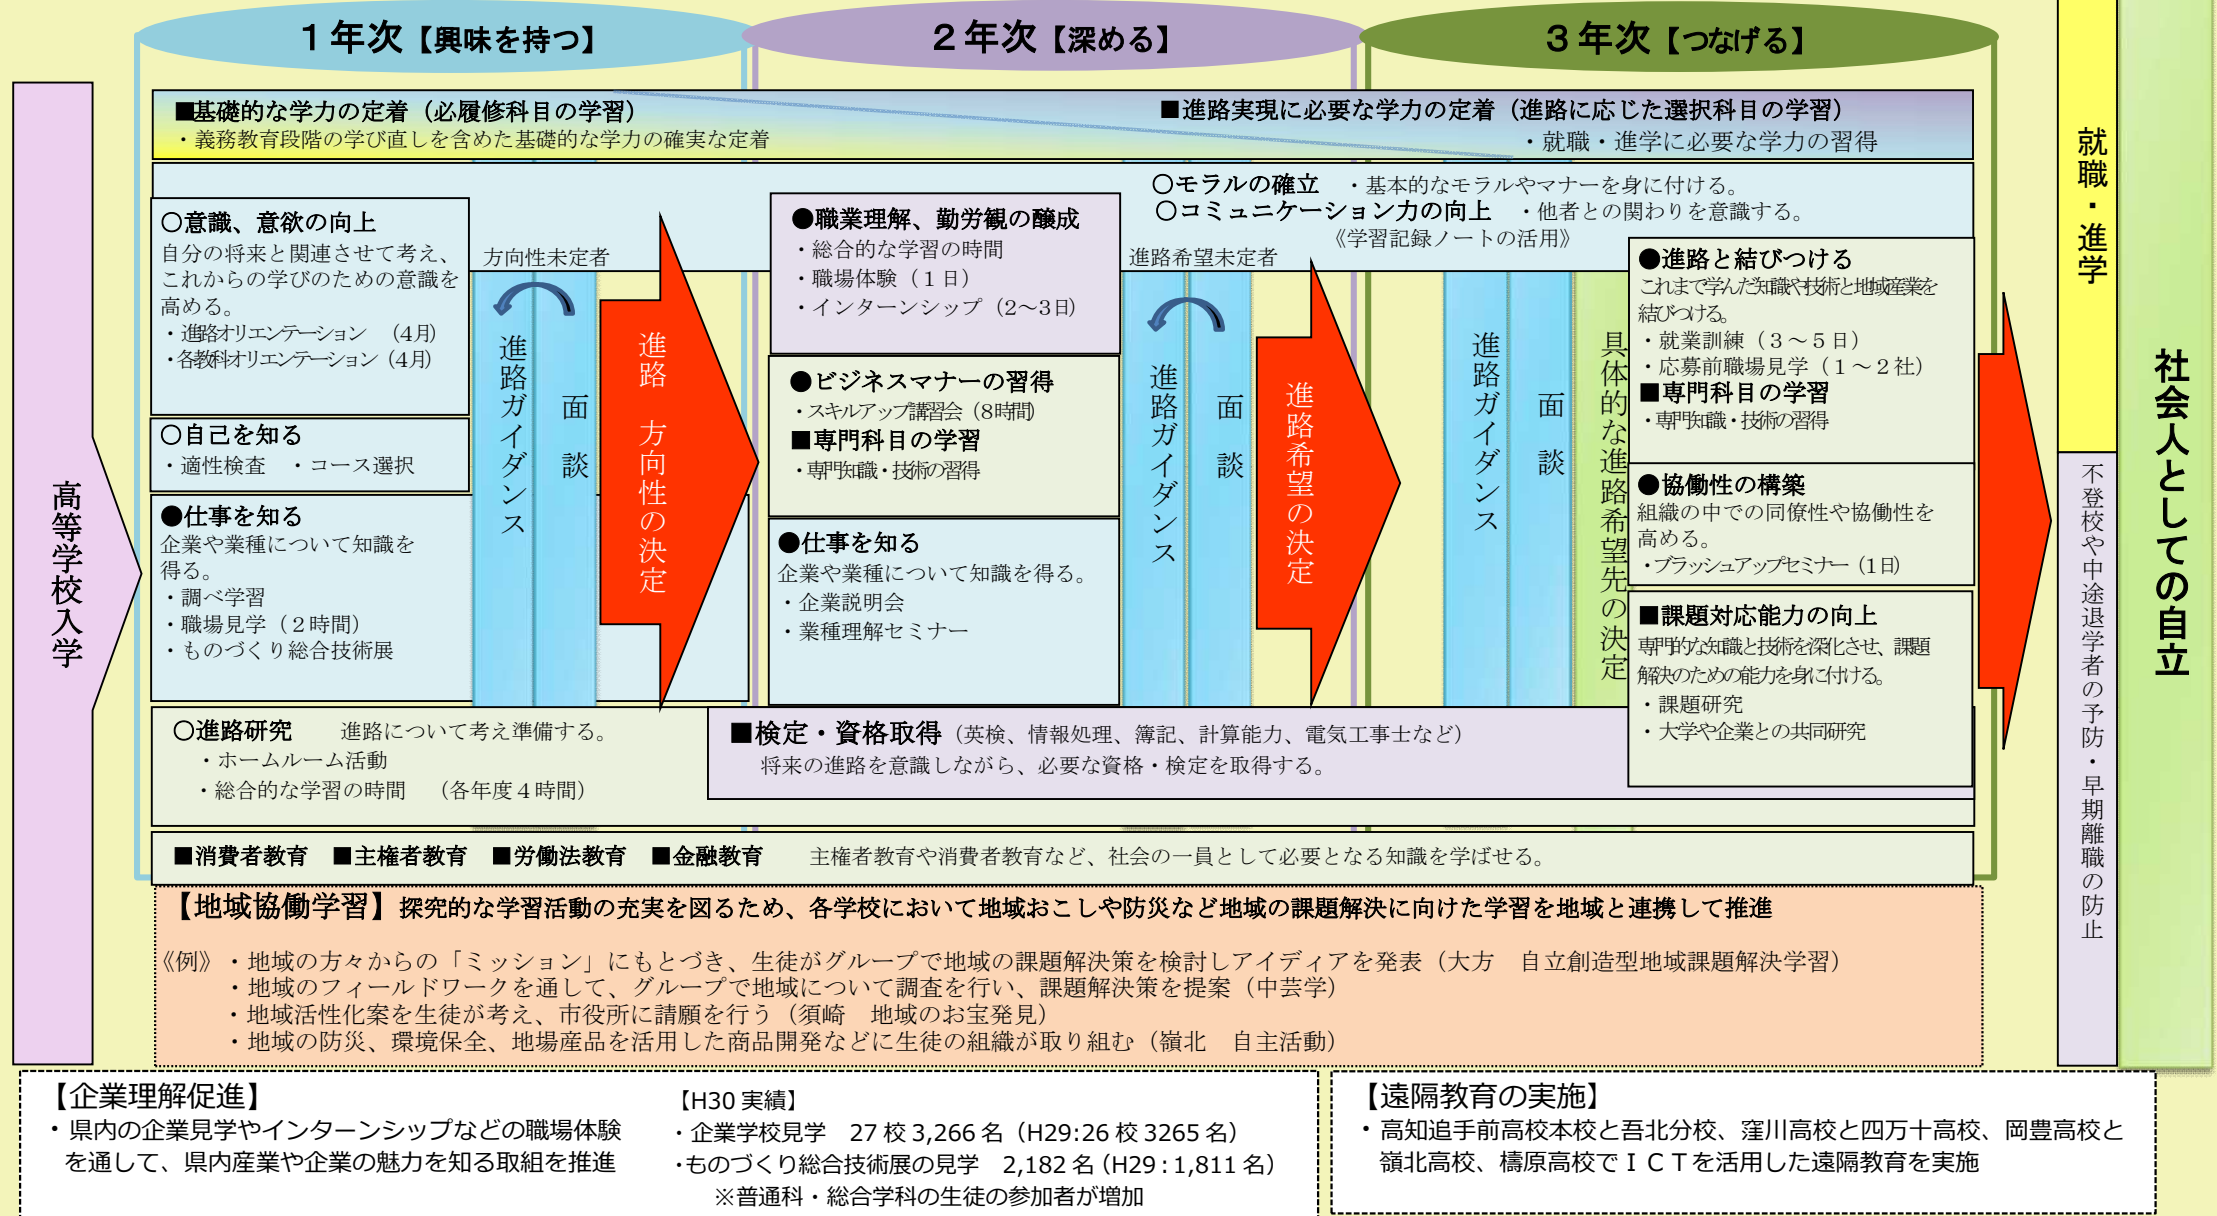 １年次【興味を持つ】
２年次【深める】
３年次【つなげる】
高等学校入学
■基礎的な学力の定着（必履修科目の学習）
・義務教育段階の学び直しを含めた基礎的な学力の確実な定着
■進路実現に必要な学力の定着（進路に応じた選択科目の学習）
・就職・進学に必要な学力の習得
○モラルの確立　・基本的なモラルやマナーを身に付ける。
○コミュニケーション力の向上　・他者との関わりを意識する。
《学習記録ノートの活用》
○意識、意欲の向上
自分の将来と関連させて考え、
これからの学びのための意識を
高める。
・進路オリエンテーション　（4月）
・各教科オリエンテーション（4月）
○自己を知る
・適性検査　・コース選択
●仕事を知る
企業や業種について知識を
得る。
・調べ学習
・職場見学（２時間）
・ものづくり総合技術展
方向性未定者
進路ガイダンス
面談
進路　方向性の決定
●職業理解、勤労観の醸成
・総合的な学習の時間
・職場体験（１日）
・インターンシップ（2～3日）
●ビジネスマナーの習得
・スキルアップ講習会（8時間）
■専門科目の学習
・専門知識・技術の習得
●仕事を知る
企業や業種について知識を得る。
・企業説明会
・業種理解セミナー
進路希望未定者
進路ガイダンス
面談
進路希望の決定
進路ガイダンス
面談
具体的な進路希望先の決定
●進路と結びつける
これまで学んだ知識や技術と地域産業を
結びつける。
・就業訓練（３～５日）
・応募前職場見学（１～２社）
■専門科目の学習
・専門知識・技術の習得
●協働性の構築
組織の中での同僚性や協働性を
高める。
・ブラッシュアップセミナー（1日）
■課題対応能力の向上
専門的な知識と技術を深化させ、課題
解決のための能力を身に付ける。
・課題研究
・大学や企業との共同研究
○進路研究　　進路について考え準備する。
・ホームルーム活動
・総合的な学習の時間　（各年度４時間）
■検定・資格取得（英検、情報処理、簿記、計算能力、電気工事士など）
将来の進路を意識しながら、必要な資格・検定を取得する。
■消費者教育　■主権者教育　■労働法教育　■金融教育　　主権者教育や消費者教育など、社会の一員として必要となる知識を学ばせる。
就職・進学
不登校や中途退学者の予防・早期離職の防止
社会人としての自立
【地域協働学習】探究的な学習活動の充実を図るため、各学校において地域おこしや防災など地域の課題解決に向けた学習を地域と連携して推進
《例》・地域の方々からの「ミッション」にもとづき、生徒がグループで地域の課題解決策を検討しアイディアを発表（大方　自立創造型地域課題解決学習）
・地域のフィールドワークを通して、グループで地域について調査を行い、課題解決策を提案（中芸学）
・地域活性化案を生徒が考え、市役所に請願を行う（須崎　地域のお宝発見）
・地域の防災、環境保全、地場産品を活用した商品開発などに生徒の組織が取り組む（嶺北　自主活動）
【企業理解促進】
・県内の企業見学やインターンシップなどの職場体験
を通して、県内産業や企業の魅力を知る取組を推進
【H30 実績】
・企業学校見学　27 校 3,266 名（H29:26 校 3265 名）
・ものづくり総合技術展の見学　2,182 名（H29：1,811 名）
※普通科・総合学科の生徒の参加者が増加
【遠隔教育の実施】
・高知追手前高校本校と吾北分校、窪川高校と四万十高校、岡豊高校と
嶺北高校、檮原高校でＩＣＴを活用した遠隔教育を実施